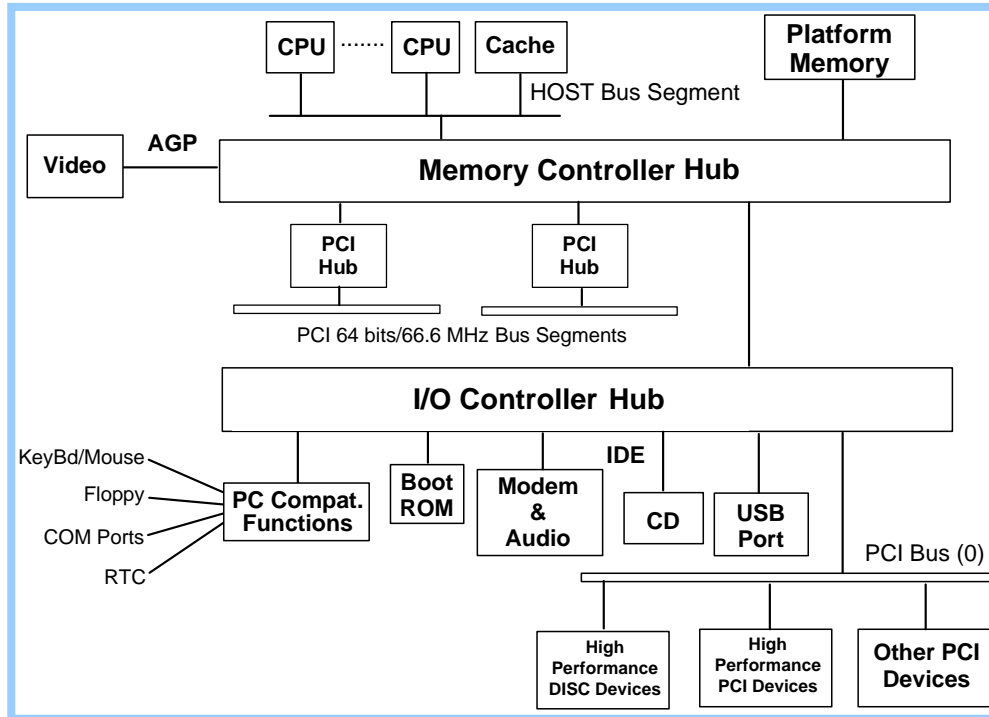 CPU ....... CPU
Cache
Platform
Memory
HOST Bus Segment
AGP
Video
Memory Controller Hub
PCI
Hub
PCI
Hub
PCI 64 bits/66.6 MHz Bus Segments
I/O Controller Hub
KeyBd/Mouse
Floppy
COM Ports
RTC
PC Compat.
Functions
Boot
ROM
Modem
&
Audio
IDE
CD
USB
Port
PCI Bus (0)
High
Performance
DISC Devices
High
Performance
PCI Devices
Other PCI
Devices